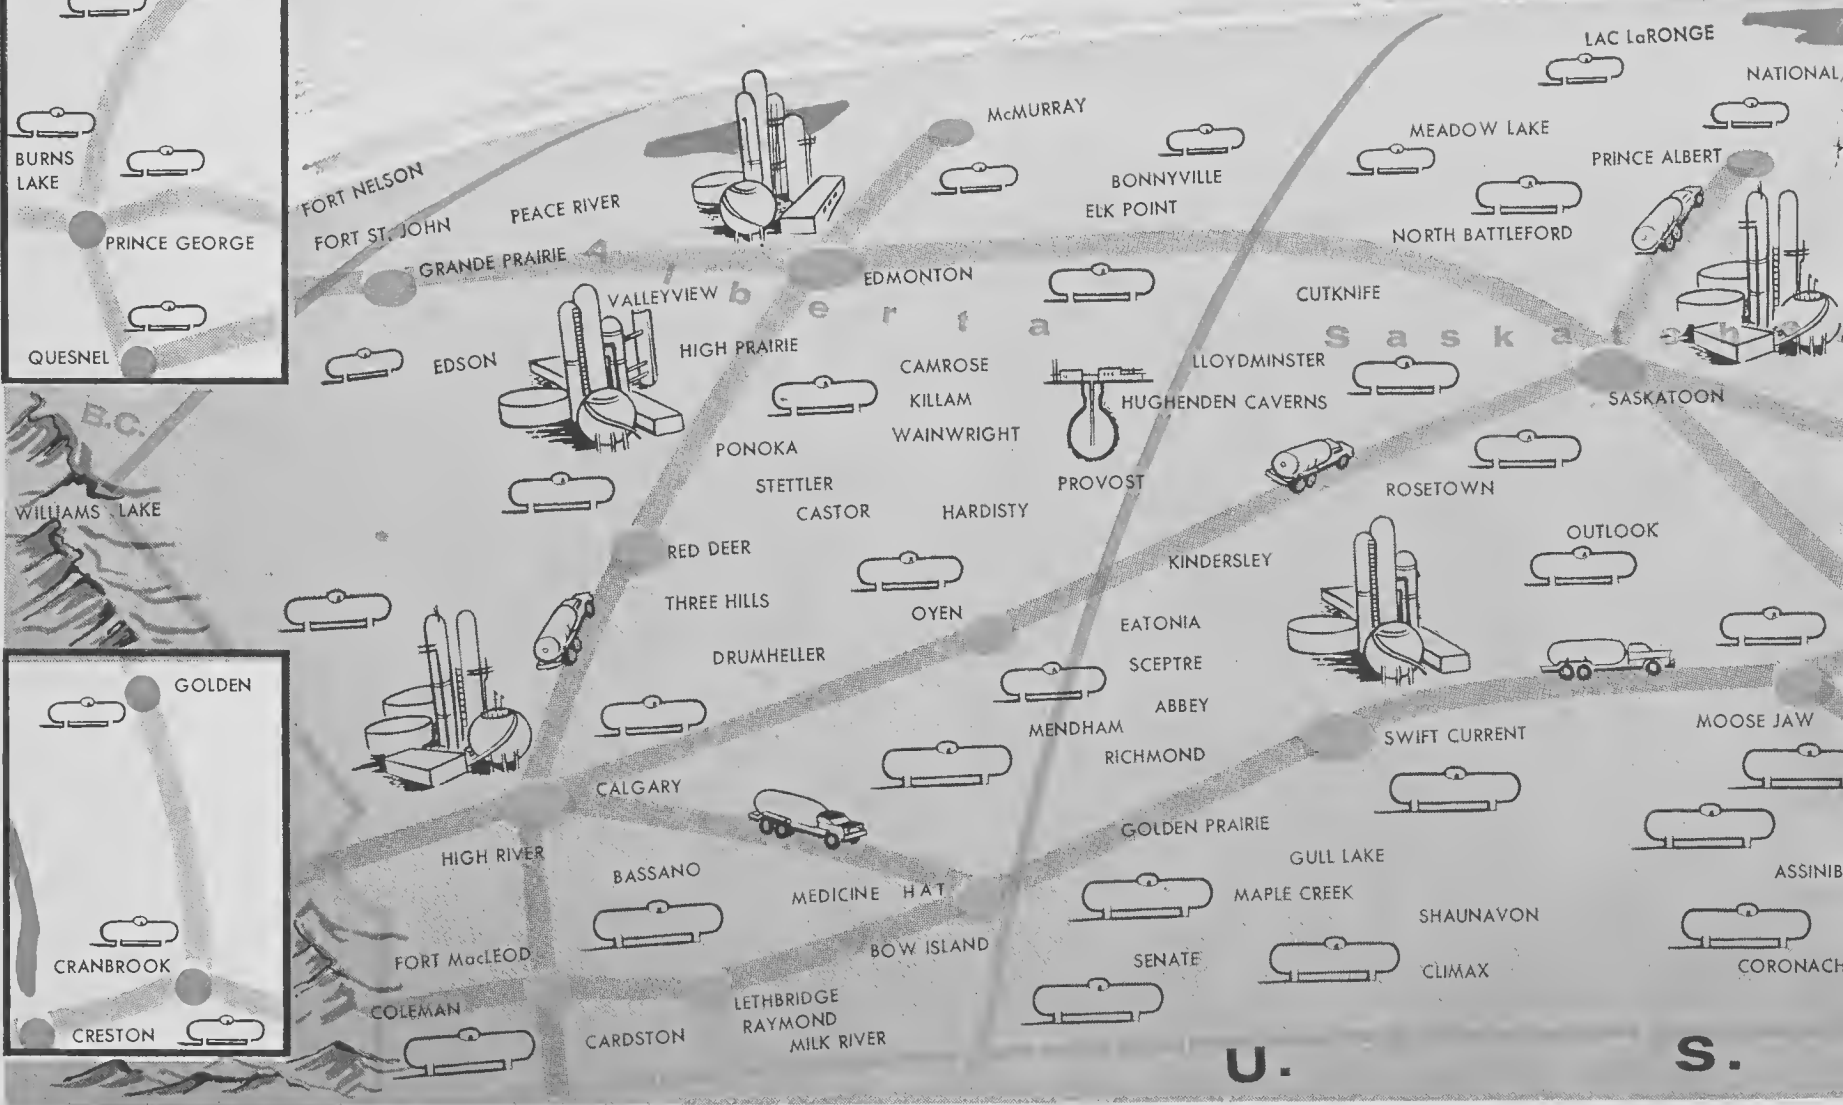 BURNS
LAKE
PRINCE GEORGE
QUESNEL
B.C.
WILLIAMS LAKE
GOLDEN
CRANBROOK
CRESTON
FORT NELSON
FORT ST. JOHN
PEACE RIVER
GRANDE PRAIRIE
Alberta
VALLEYVIEW
HIGH PRAIRIE
EDSON
McMURRAY
EDMONTON
BONNYVILLE
ELK POINT
CAMROSE
KILLAM
WAINWRIGHT
PONOKA
STETTLER
CASTOR
HARDISTY
HUGHENDEN CAVERNS
PROVOST
LLOYDMINSTER
RED DEER
THREE HILLS
DRUMHELLER
OYEN
CALGARY
HIGH RIVER
BASSANO
MEDICINE HAT
BOW ISLAND
FORT MacLEOD
COLEMAN
CARDSTON
LETHBRIDGE
RAYMOND
MILK RIVER
LAC LaRONGE
NATIONAL
MEADOW LAKE
PRINCE ALBERT
NORTH BATTLEFORD
CUTKNIFE
Saskatche
SASKATOON
ROSETOWN
OUTLOOK
KINDERSLEY
EATONIA
SCEPTRE
ABBEY
MENDHAM
RICHMOND
SWIFT CURRENT
MOOSE JAW
GOLDEN PRAIRIE
GULL LAKE
MAPLE CREEK
SHAUNAVON
ASSINIB
SENATE
CLIMAX
CORONACH
U. S.